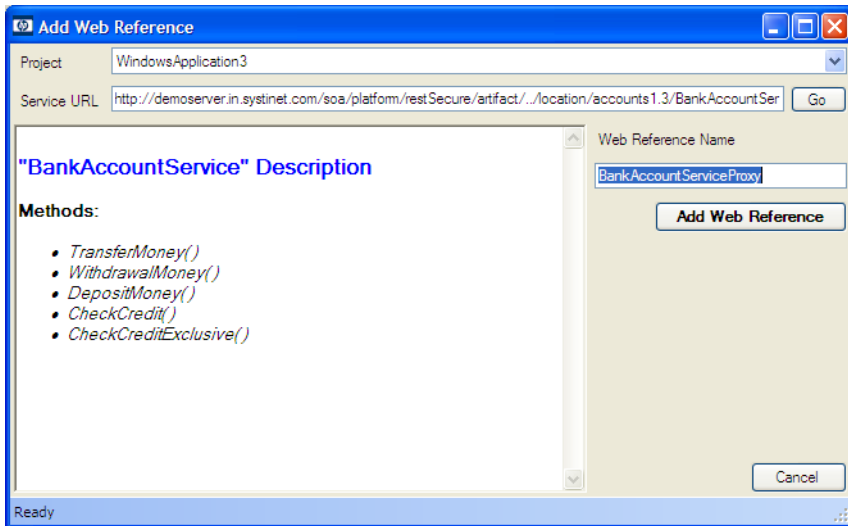 Add Web Reference
Project
WindowsApplication3
Service URL
http://demoserver.in.systinet.com/soa/platform/restSecure/artifact/../location/accounts1.3/BankAccountSer
Go
"BankAccountService" Description
Methods:
• TransferMoney()
• WithdrawalMoney()
• DepositMoney()
• CheckCredit()
• CheckCreditExclusive()
Web Reference Name
BankAccountServiceProxy
Add Web Reference
Cancel
Ready